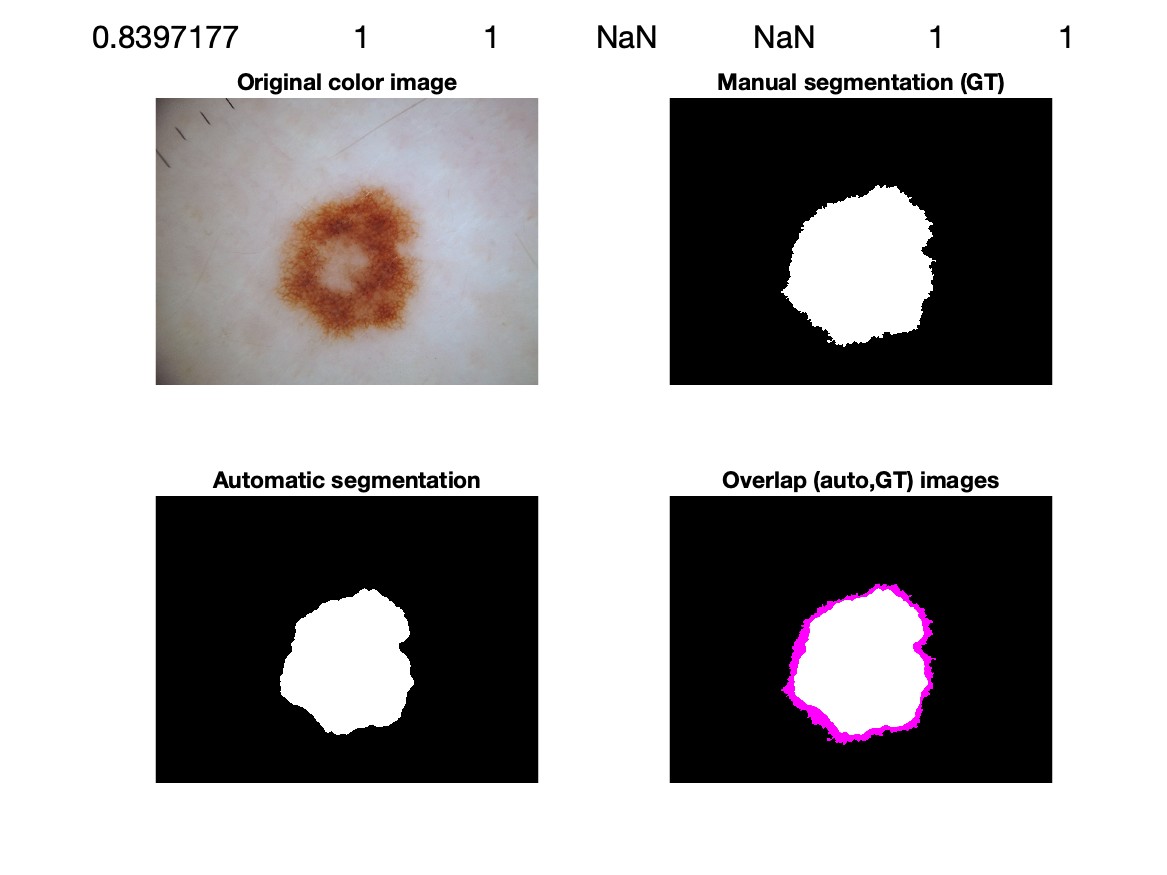 0.8397177 1 1 NaN NaN 1 1
Original color image
Manual segmentation (GT)
Automatic segmentation
Overlap (auto,GT) images